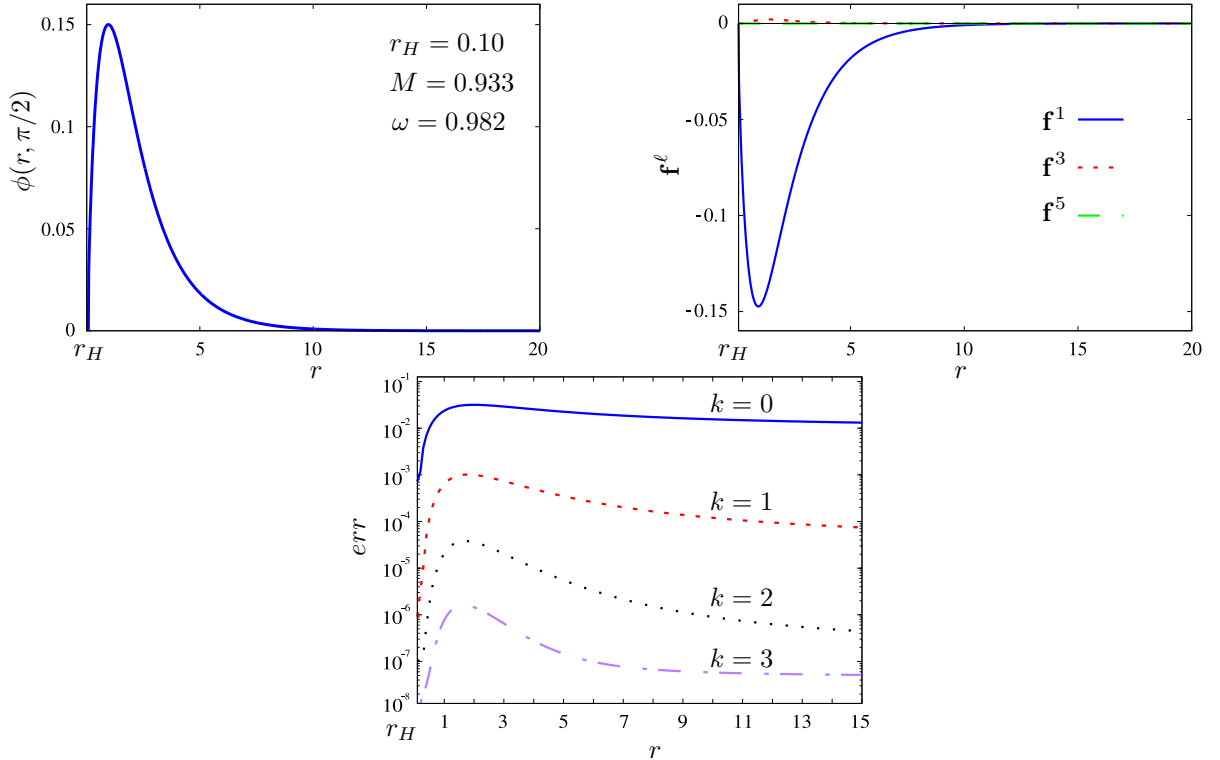 0.15
0.1
0.05
0
r_H
5
10
15
20
r
ϕ(r, π/2)
r_H = 0.10
M = 0.933
ω = 0.982
0
-0.05
-0.1
-0.15
r_H
5
10
15
20
r
f^ℓ
f^1
f^3
f^5
10^-1
10^-2
10^-3
10^-4
10^-5
10^-6
10^-7
10^-8
r_H
1
3
5
7
9
11
13
15
r
err
k = 0
k = 1
k = 2
k = 3